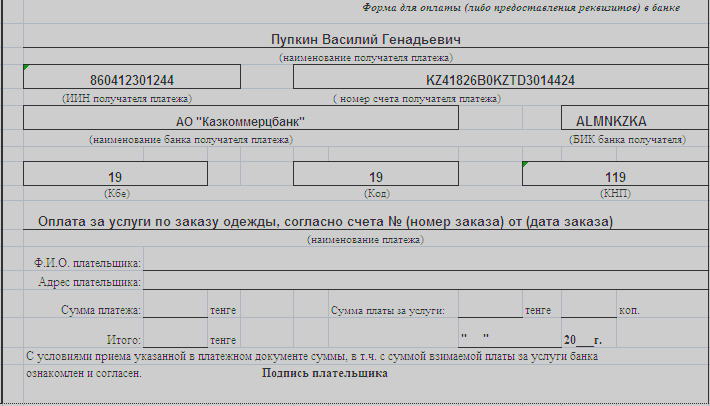 Форма для оплаты (либо предоставления реквизитов) в банке
Пупкин Василий Генадьевич
(наименование получателя платежа)
860412301244 KZ41826B0KZTD3014424
(ИИН получателя платежа) ( номер счета получателя платежа)
АО "Казкоммерцбанк" ALMNKZKA
(наименование банка получателя платежа) (БИК банка получателя)
19 19 119
(Кбе) (Код) (КНП)
Оплата за услуги по заказу одежды, согласно счета № (номер заказа) от (дата заказа)
(наименование платежа)
Ф.И.О. плательщика:
Адрес плательщика:
Сумма платежа: тенге Сумма платы за услуги: тенге коп.
Итого: тенге " " 20___г.
С условиями приема указанной в платежном документе суммы, в т.ч. с суммой взимаемой платы за услуги банка
ознакомлен и согласен. Подпись плательщика